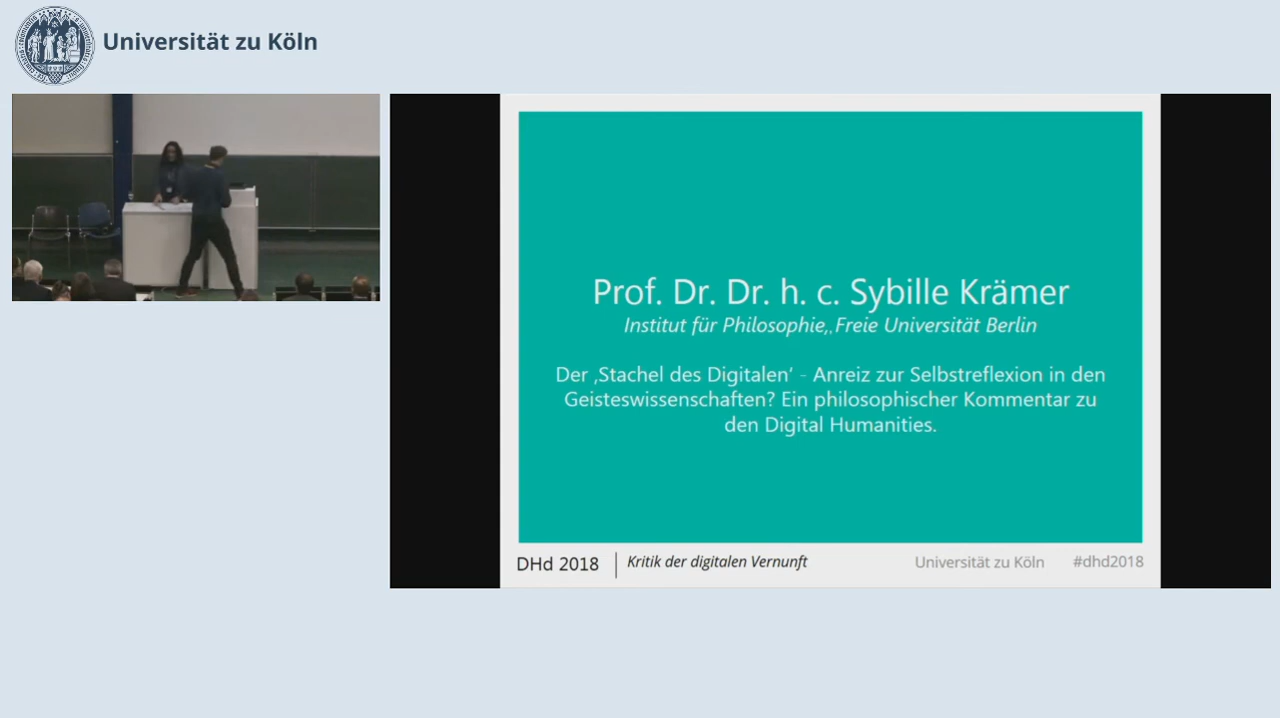 Universität zu Köln
Prof. Dr. Dr. h. c. Sybille Krämer
Institut für Philosophie,,Freie Universität Berlin
Der ‚Stachel des Digitalen‘ - Anreiz zur Selbstreflexion in den
Geisteswissenschaften? Ein philosophischer Kommentar zu
den Digital Humanities.
DHd 2018 | Kritik der digitalen Vernunft
Universität zu Köln #dhd2018